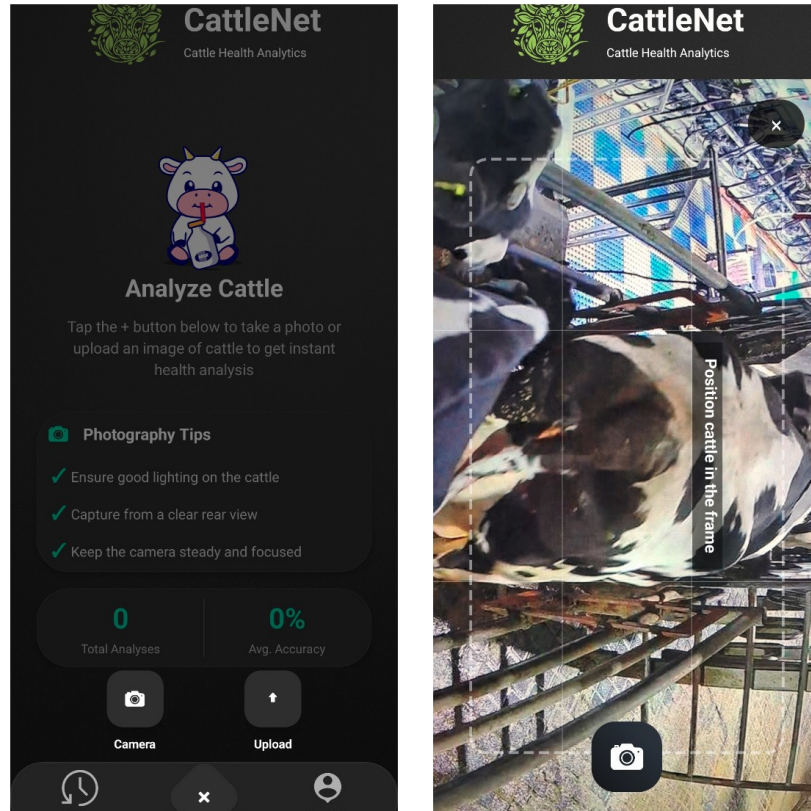 CattleNet
Cattle Health Analytics
Analyze Cattle
Tap the + button below to take a photo or
upload an image of cattle to get instant
health analysis
Photography Tips
Ensure good lighting on the cattle
Capture from a clear rear view
Keep the camera steady and focused
0
Total Analyses
0%
Avg. Accuracy
Camera
Upload
CattleNet
Cattle Health Analytics
Position cattle in the frame